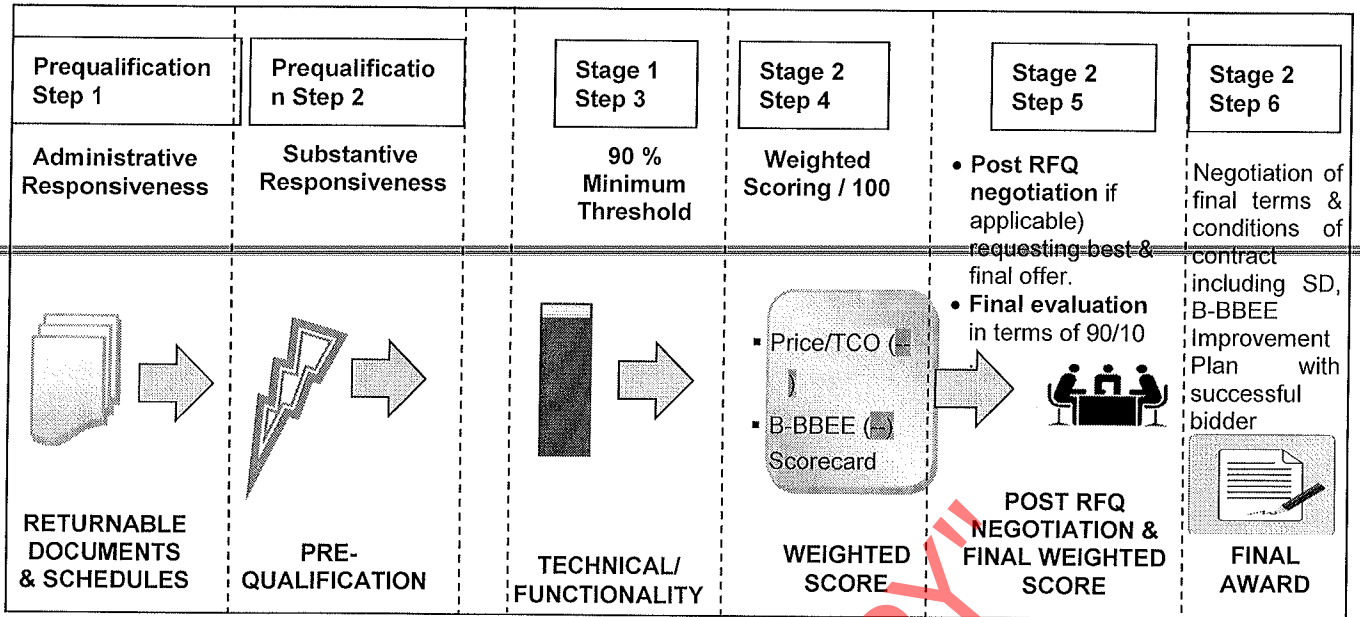 Prequalification
Step 1
Administrative
Responsiveness
RETURNABLE
DOCUMENTS
& SCHEDULES
Prequalificatio
n Step 2
Substantive
Responsiveness
PRE-
QUALIFICATION
Stage 1
Step 3
90 %
Minimum
Threshold
TECHNICAL/
FUNCTIONALITY
Stage 2
Step 4
Weighted
Scoring / 100
▪ Price/TCO (--
)
▪ B-BBEE (--)
Scorecard
WEIGHTED
SCORE
Stage 2
Step 5
• Post RFQ
negotiation if
applicable)
requesting best &
final offer.
• Final evaluation
in terms of 90/10
POST RFQ
NEGOTIATION &
FINAL WEIGHTED
SCORE
Stage 2
Step 6
Negotiation of
final terms &
conditions of
contract
including SD,
B-BBEE
Improvement
Plan with
successful
bidder
FINAL
AWARD